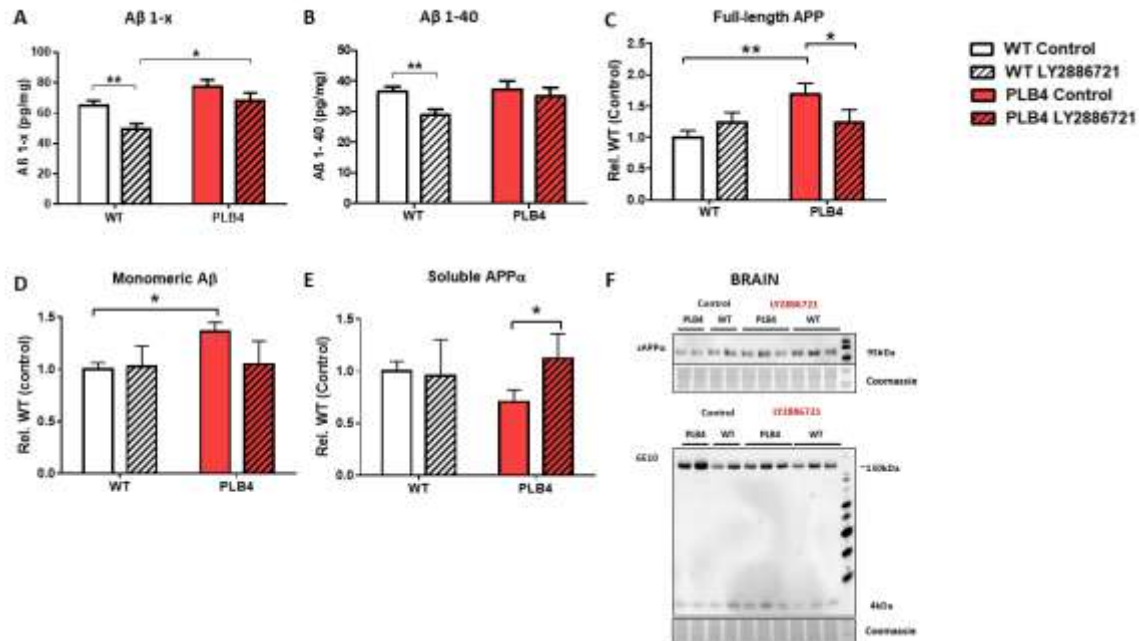 A
Aβ 1-x
Aß 1-x (pg/mg)
100
80
60
40
20
0
**
*
WT
PLB4
B
Aβ 1-40
Aß 1- 40 (pg/mg)
50
40
30
20
10
0
**
WT
PLB4
C
Full-length APP
Rel. WT (Control)
2.0
1.5
1.0
0.5
0.0
**
*
WT
PLB4
WT Control
WT LY2886721
PLB4 Control
PLB4 LY2886721
D
Monomeric Aβ
Rel. WT (control)
1.5
1.0
0.5
0.0
*
WT
PLB4
E
Soluble APPα
Rel. WT (Control)
1.5
1.0
0.5
0.0
*
WT
PLB4
F
BRAIN
Control LY2886721
PLB4 WT PLB4 WT
sAPPα
95kDa
Coomassie
Control LY2886721
PLB4 WT PLB4 WT
6E10
~100kDa
4kDa
Coomassie